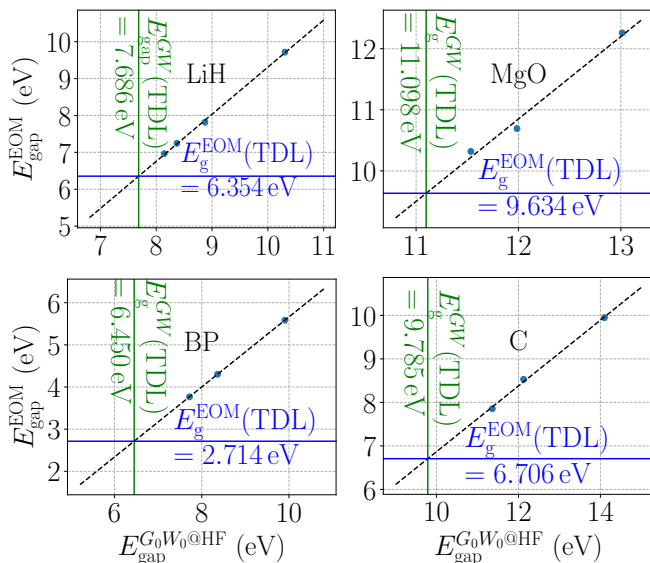 10
9
8
7
6
5
7
8
9
10
11
E_gap^EOM (eV)
LiH
E_gap^GW(TDL)
= 7.686 eV
E_g^EOM(TDL)
= 6.354 eV
12
11
10
11
12
13
MgO
E_g^GW(TDL)
= 11.098 eV
E_g^EOM(TDL)
= 9.634 eV
6
5
4
3
2
6
8
10
E_gap^EOM (eV)
E_gap^G₀W₀@HF (eV)
BP
E_g^GW(TDL)
= 6.450 eV
E_g^EOM(TDL)
= 2.714 eV
10
9
8
7
6
10
12
14
E_gap^G₀W₀@HF (eV)
C
E_g^GW(TDL)
= 9.785 eV
E_g^EOM(TDL)
= 6.706 eV